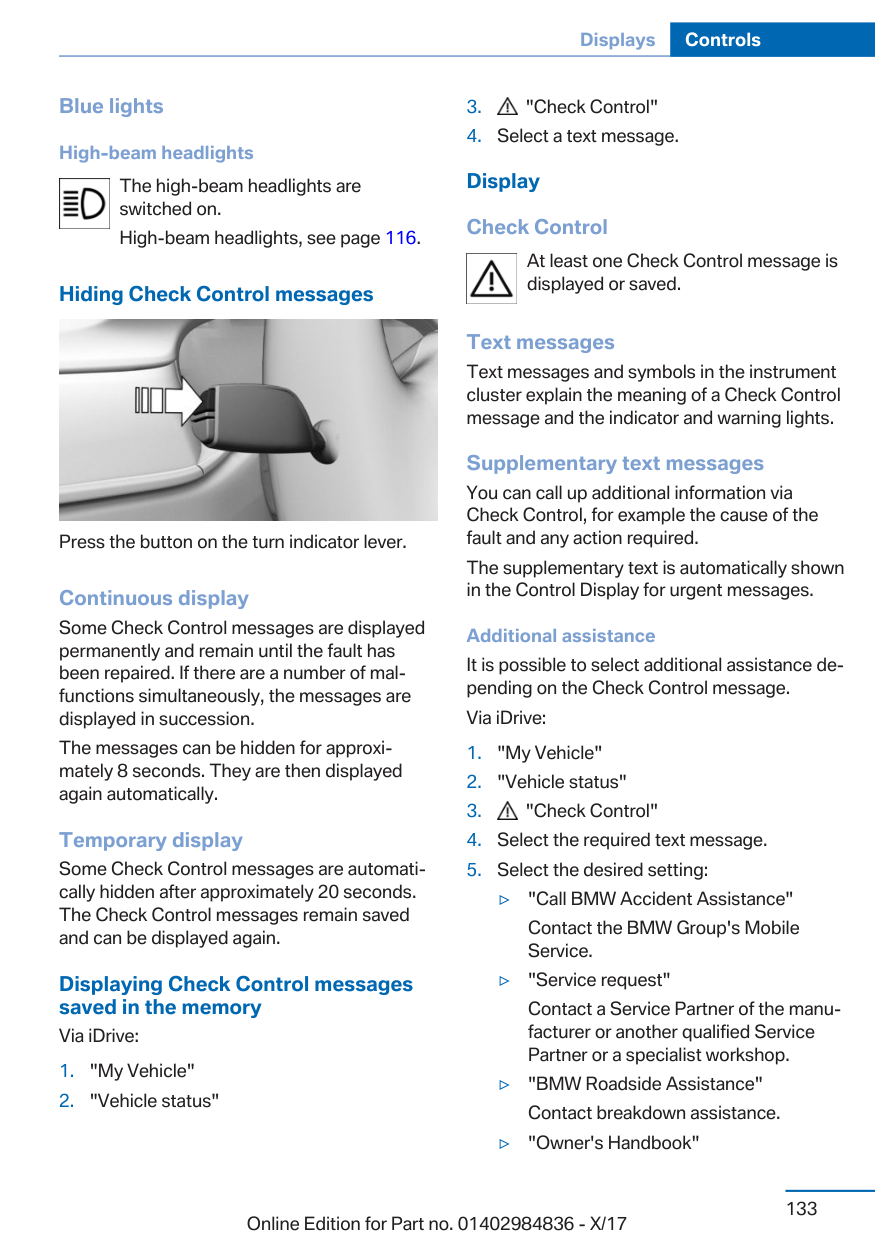 Displays Controls
Blue lights
High-beam headlights
The high-beam headlights are
switched on.
High-beam headlights, see page 116.
Hiding Check Control messages
Press the button on the turn indicator lever.
Continuous display
Some Check Control messages are displayed
permanently and remain until the fault has
been repaired. If there are a number of mal-
functions simultaneously, the messages are
displayed in succession.
The messages can be hidden for approxi-
mately 8 seconds. They are then displayed
again automatically.
Temporary display
Some Check Control messages are automati-
cally hidden after approximately 20 seconds.
The Check Control messages remain saved
and can be displayed again.
Displaying Check Control messages
saved in the memory
Via iDrive:
1. "My Vehicle"
2. "Vehicle status"
3. "Check Control"
4. Select a text message.
Display
Check Control
At least one Check Control message is
displayed or saved.
Text messages
Text messages and symbols in the instrument
cluster explain the meaning of a Check Control
message and the indicator and warning lights.
Supplementary text messages
You can call up additional information via
Check Control, for example the cause of the
fault and any action required.
The supplementary text is automatically shown
in the Control Display for urgent messages.
Additional assistance
It is possible to select additional assistance de-
pending on the Check Control message.
Via iDrive:
1. "My Vehicle"
2. "Vehicle status"
3. "Check Control"
4. Select the required text message.
5. Select the desired setting:
▷ "Call BMW Accident Assistance"
Contact the BMW Group's Mobile
Service.
▷ "Service request"
Contact a Service Partner of the manu-
facturer or another qualified Service
Partner or a specialist workshop.
▷ "BMW Roadside Assistance"
Contact breakdown assistance.
▷ "Owner's Handbook"
133
Online Edition for Part no. 01402984836 - X/17